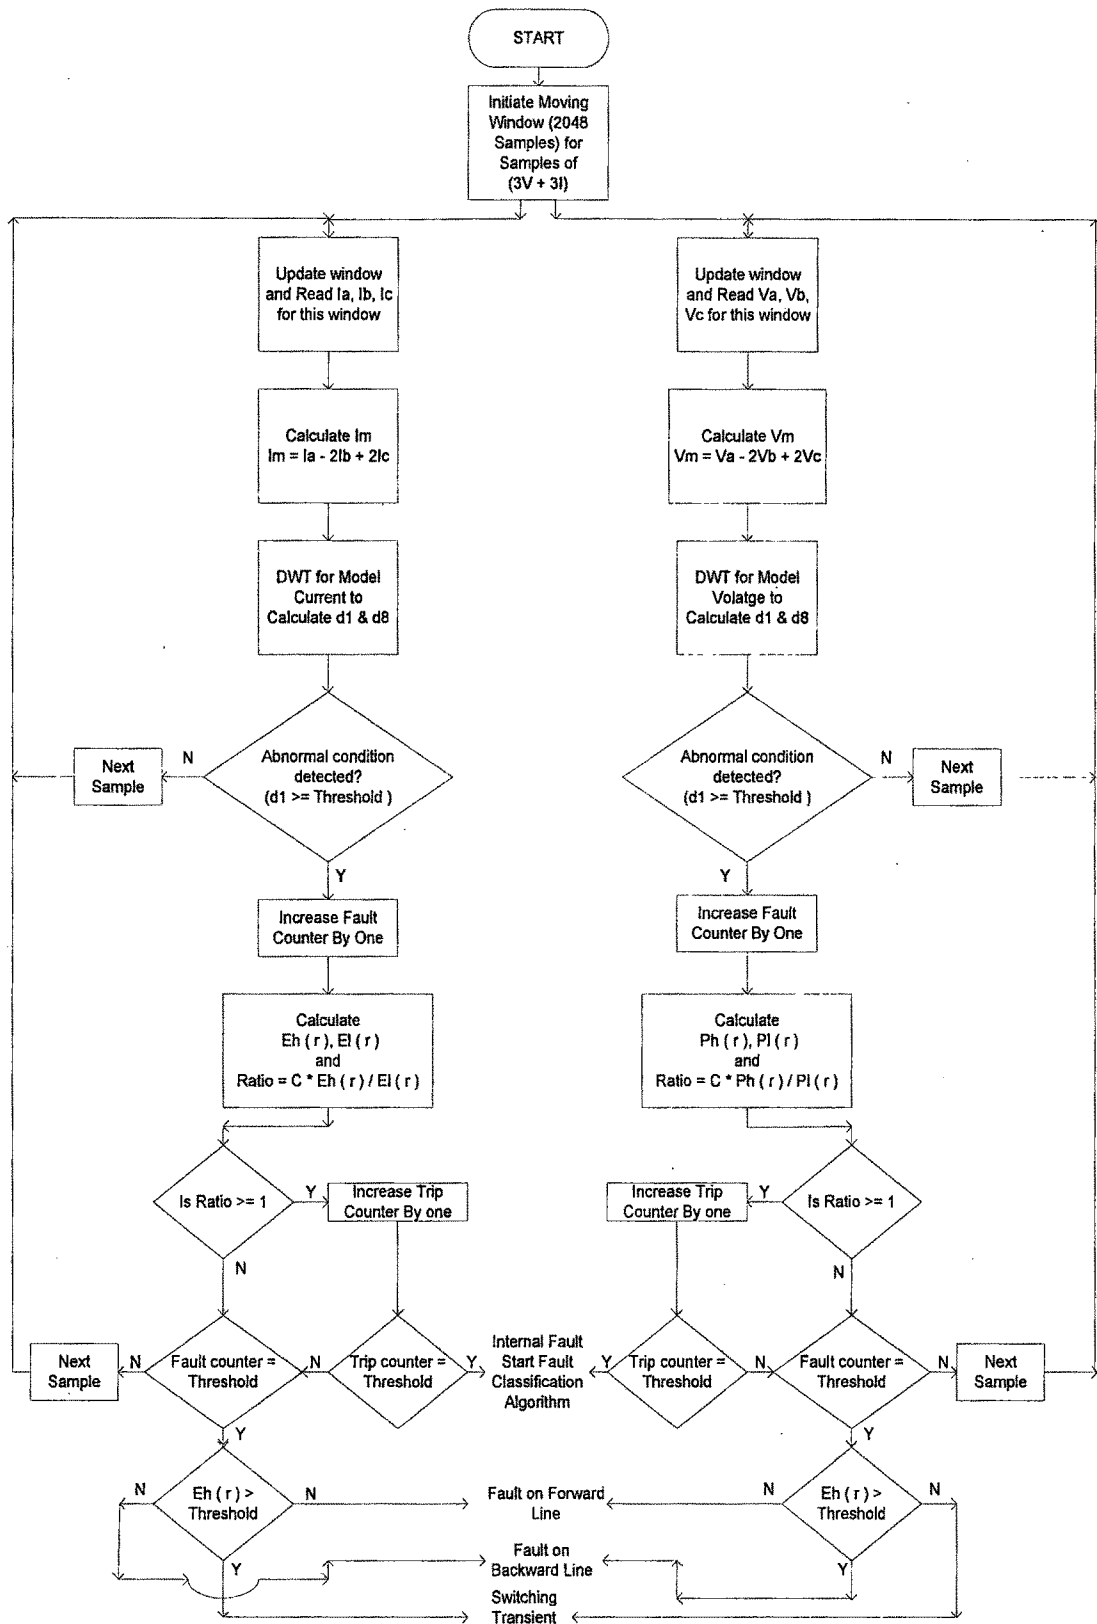 START
Initiate Moving
Window (2048
Samples) for
Samples of
(3V + 3I)
Update window
and Read Ia, Ib, Ic
for this window
Update window
and Read Va, Vb,
Vc for this window
Calculate Im
Im = Ia - 2Ib + 2Ic
Calculate Vm
Vm = Va - 2Vb + 2Vc
DWT for Model
Current to
Calculate d1 & d8
DWT for Model
Volatge to
Calculate d1 & d8
Next
Sample
N
Abnormal condition
detected?
(d1 >= Threshold )
Y
Abnormal condition
detected?
(d1 >= Threshold )
N
Next
Sample
Y
Increase Fault
Counter By One
Increase Fault
Counter By One
Calculate
Eh ( r ), El ( r )
and
Ratio = C * Eh ( r ) / El ( r )
Calculate
Ph ( r ), Pl ( r )
and
Ratio = C * Ph ( r ) / Pl ( r )
Is Ratio >= 1
Y
Increase Trip
Counter By one
N
Increase Trip
Counter By one
Y
Is Ratio >= 1
N
Next
Sample
N
Fault counter =
Threshold
N
Trip counter =
Threshold
Y
Internal Fault
Start Fault
Classification
Algorithm
Y
Trip counter =
Threshold
N
Fault counter =
Threshold
N
Next
Sample
Y
Y
N
Eh ( r ) >
Threshold
N
Fault on Forward
Line
N
Eh ( r ) >
Threshold
N
Y
Fault on
Backward Line
Y
Switching
Transient